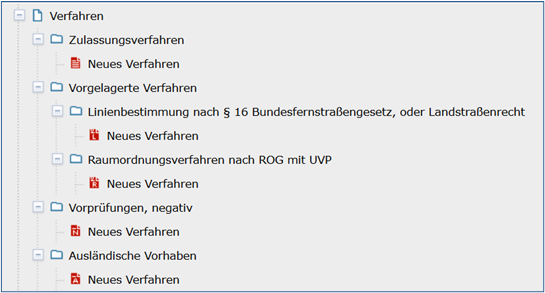 Verfahren
Zulassungsverfahren
Neues Verfahren
Vorgelagerte Verfahren
Linienbestimmung nach § 16 Bundesfernstraßengesetz, oder Landstraßenrecht
L Neues Verfahren
Raumordnungsverfahren nach ROG mit UVP
R Neues Verfahren
Vorprüfungen, negativ
N Neues Verfahren
Ausländische Vorhaben
A Neues Verfahren